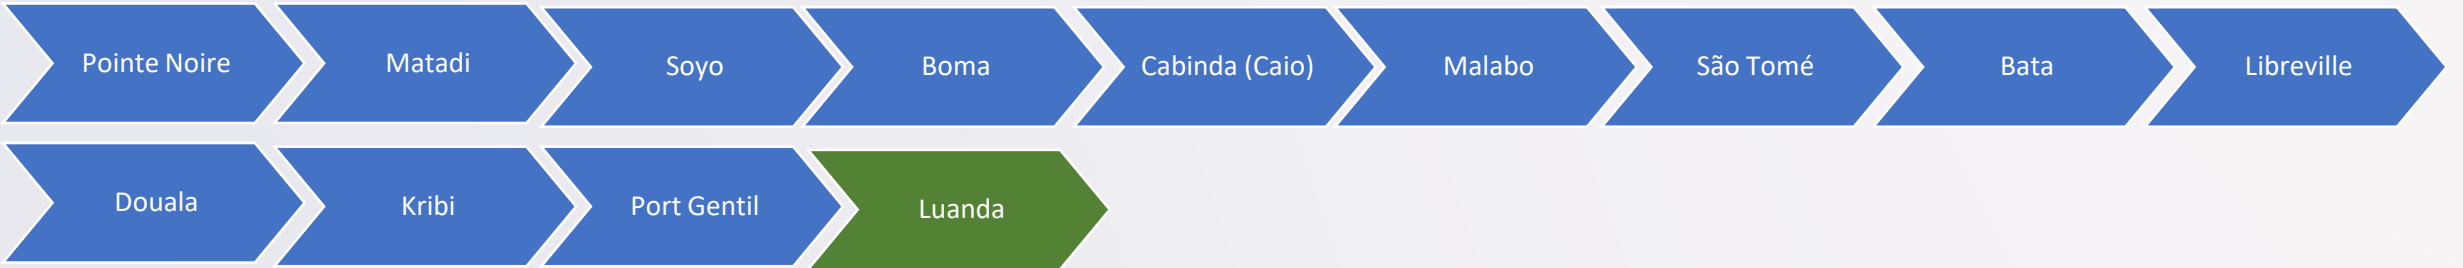 Pointe Noire
Matadi
Soyo
Boma
Cabinda (Caio)
Malabo
São Tomé
Bata
Libreville
Douala
Kribi
Port Gentil
Luanda